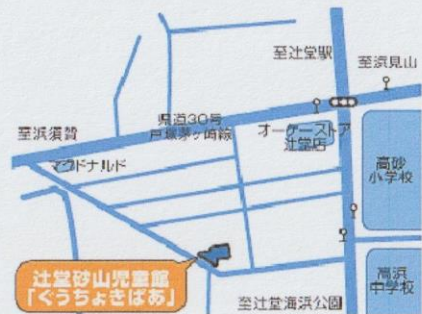 至辻堂駅
至浜見山
県道30号
戸塚茅ヶ崎線
オーケーストア
辻堂店
至浜須賀
マクドナルド
高砂
小学校
辻堂砂山児童館
「ぐうちょきぱあ」
高浜
中学校
至辻堂海浜公園